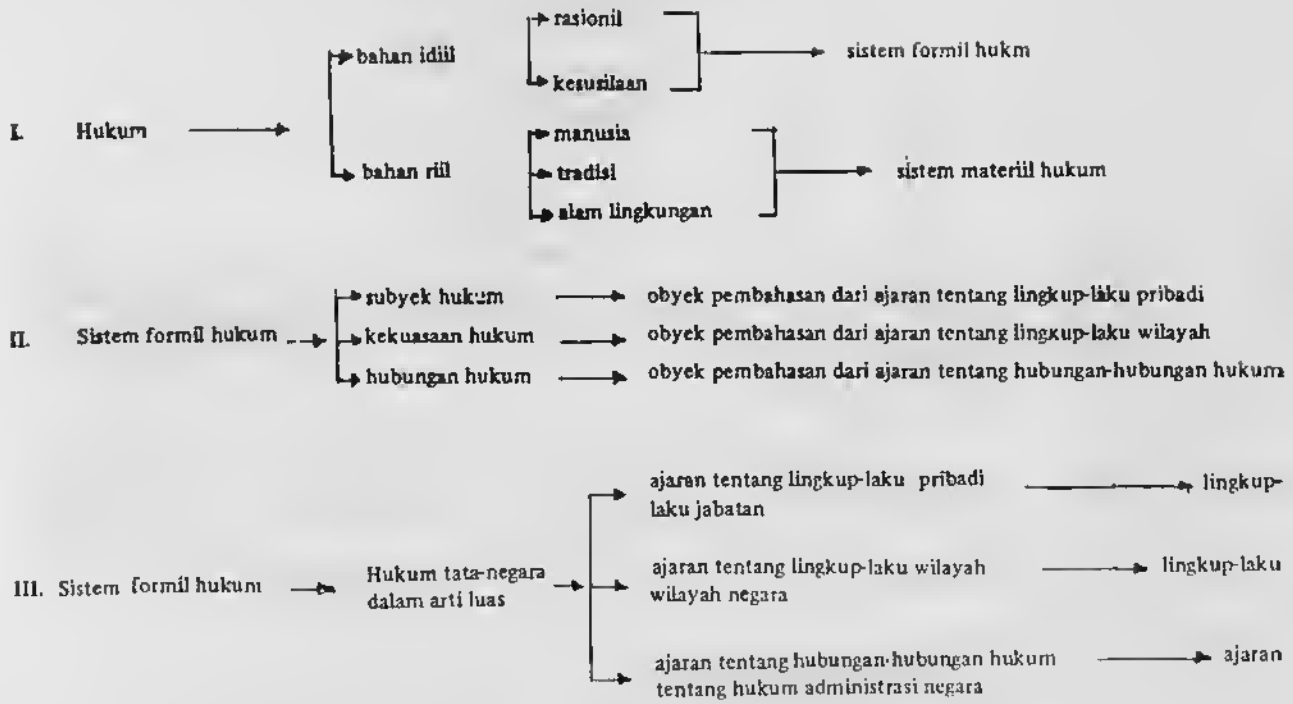 rasionil
bahan idiil
sistem formil hukm
kesusilaan
I. Hukum
manusia
bahan riil
tradisi
sistem materiil hukum
alam lingkungan
subyek hukum obyek pembahasan dari ajaran tentang lingkup-laku pribadi
II. Sistem formil hukum kekuasaan hukum obyek pembahasan dari ajaran tentang lingkup-laku wilayah
hubungan hukum obyek pembahasan dari ajaran tentang hubungan-hubungan hukum
ajaran tentang lingkup-laku pribadi lingkup-
laku jabatan
III. Sistem formil hukum Hukum tata-negara
dalam arti luas
ajaran tentang lingkup-laku wilayah lingkup-laku
wilayah negara
ajaran tentang hubungan-hubungan hukum ajaran
tentang hukum administrasi negara